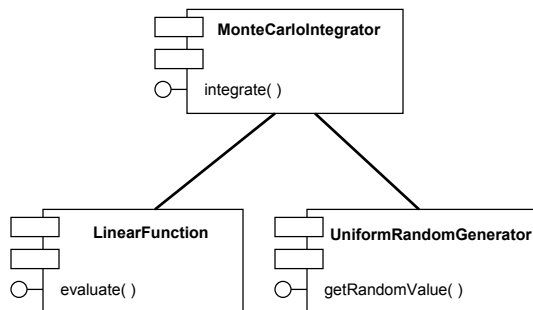 MonteCarloIntegrator
integrate( )
LinearFunction
evaluate( )
UniformRandomGenerator
getRandomValue( )